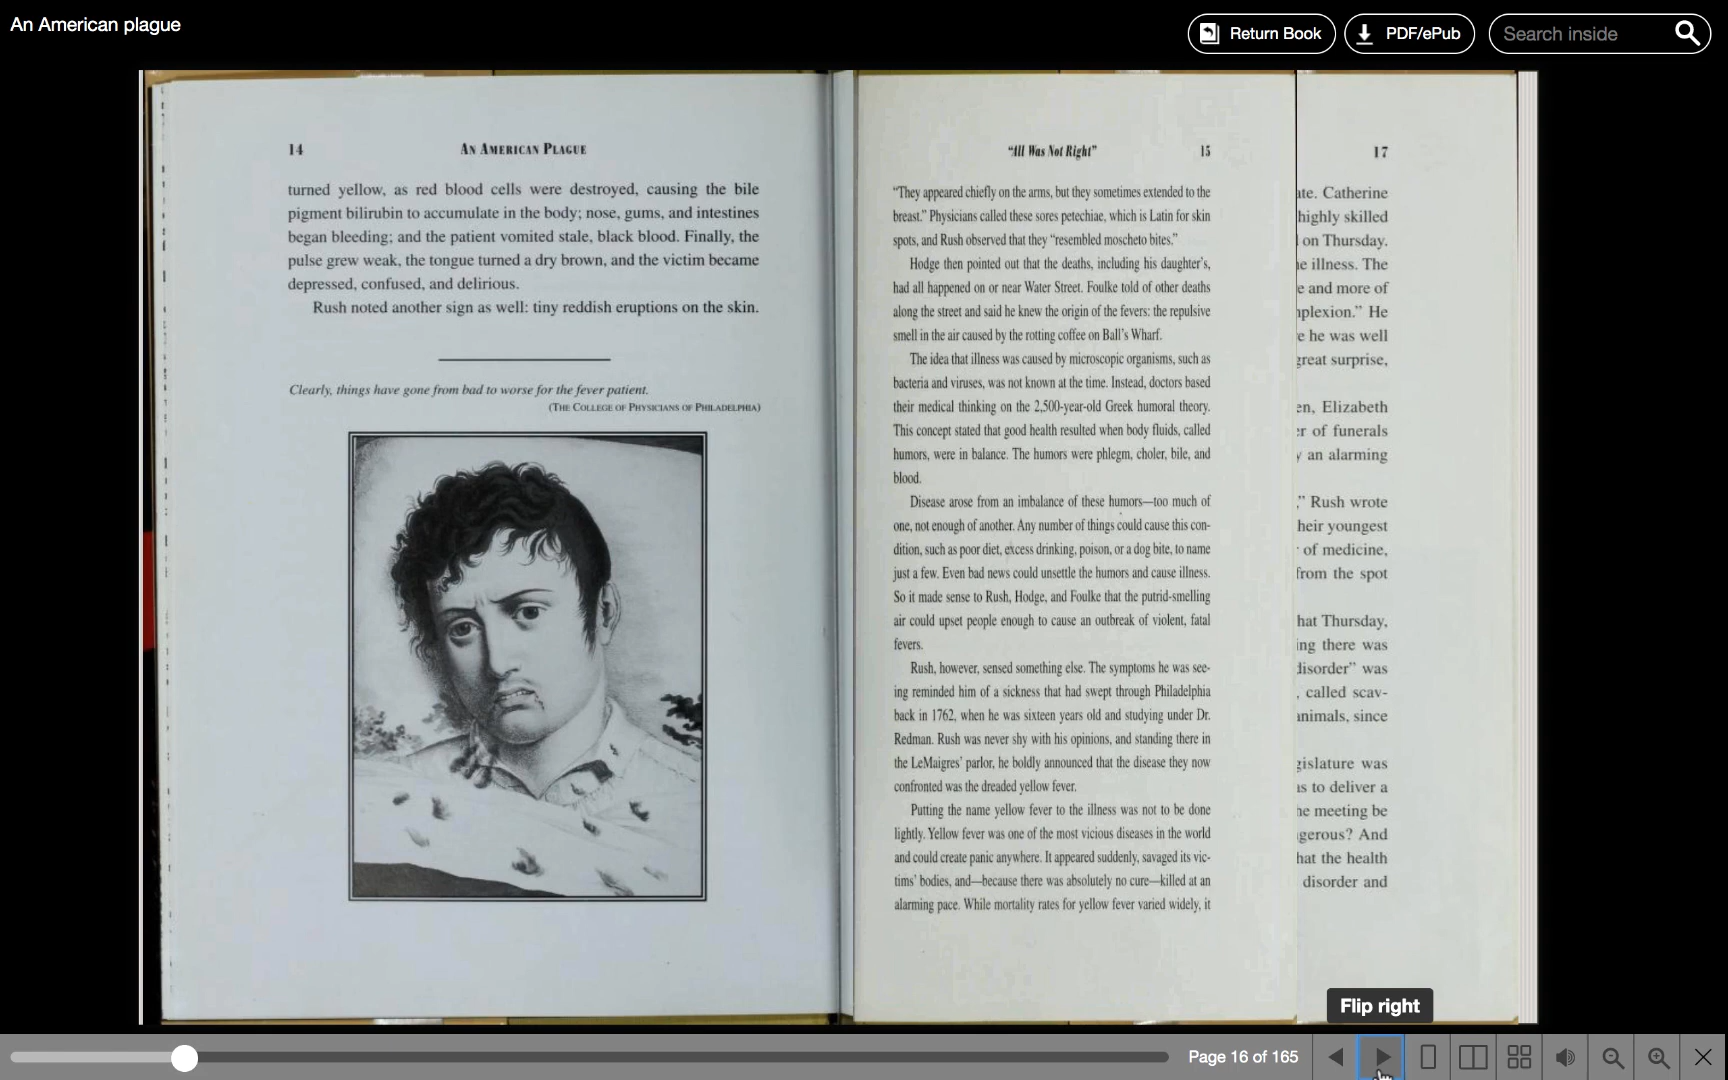 An American plague
Return Book
PDF/ePub
Search inside
14
AN AMERICAN PLAGUE
turned yellow, as red blood cells were destroyed, causing the bile
pigment bilirubin to accumulate in the body; nose, gums, and intestines
began bleeding; and the patient vomited stale, black blood. Finally, the
pulse grew weak, the tongue turned a dry brown, and the victim became
depressed, confused, and delirious.
Rush noted another sign as well: tiny reddish eruptions on the skin.
Clearly, things have gone from bad to worse for the fever patient.
(THE COLLEGE OF PHYSICIANS OF PHILADELPHIA)
"All Was Not Right"
15
"They appeared chiefly on the arms, but they sometimes extended to the
breast." Physicians called these sores petechiae, which is Latin for skin
spots, and Rush observed that they "resembled moscheto bites."
Hodge then pointed out that the deaths, including his daughter's,
had all happened on or near Water Street. Foulke told of other deaths
along the street and said he knew the origin of the fevers: the repulsive
smell in the air caused by the rotting coffee on Ball's Wharf.
The idea that illness was caused by microscopic organisms, such as
bacteria and viruses, was not known at the time. Instead, doctors based
their medical thinking on the 2,500-year-old Greek humoral theory.
This concept stated that good health resulted when body fluids, called
humors, were in balance. The humors were phlegm, choler, bile, and
blood.
Disease arose from an imbalance of these humors—too much of
one, not enough of another. Any number of things could cause this con-
dition, such as poor diet, excess drinking, poison, or a dog bite, to name
just a few. Even bad news could unsettle the humors and cause illness.
So it made sense to Rush, Hodge, and Foulke that the putrid-smelling
air could upset people enough to cause an outbreak of violent, fatal
fevers.
Rush, however, sensed something else. The symptoms he was see-
ing reminded him of a sickness that had swept through Philadelphia
back in 1762, when he was sixteen years old and studying under Dr.
Redman. Rush was never shy with his opinions, and standing there in
the LeMaigres' parlor, he boldly announced that the disease they now
confronted was the dreaded yellow fever.
Putting the name yellow fever to the illness was not to be done
lightly. Yellow fever was one of the most vicious diseases in the world
and could create panic anywhere. It appeared suddenly, savaged its vic-
tims' bodies, and—because there was absolutely no cure—killed at an
alarming pace. While mortality rates for yellow fever varied widely, it
17
ate. Catherine
highly skilled
on Thursday.
illness. The
e and more of
plexion." He
e he was well
great surprise,
en, Elizabeth
of funerals
an alarming
," Rush wrote
heir youngest
of medicine,
from the spot
hat Thursday,
ing there was
disorder" was
, called scav-
animals, since
gislature was
to deliver a
meeting be
gerous? And
hat the health
disorder and
Flip right
Page 16 of 165